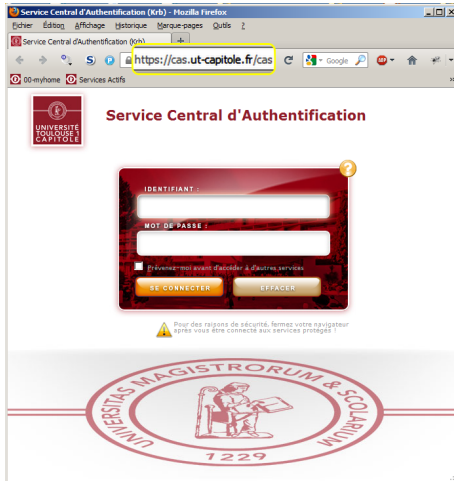 Service Central d'Authentification (Krb) - Mozilla Firefox
Fichier Édition Affichage Historique Marque-pages Outils ?
Service Central d'Authentification (Krb)
https://cas.ut-capitole.fr/cas
Google
00-myhome Services Actifs
UNIVERSITÉ
TOULOUSE 1
CAPITOLE
Service Central d'Authentification
?
IDENTIFIANT :
MOT DE PASSE :
Prévenez-moi avant d'accéder à d'autres services
SE CONNECTER EFFACER
Pour des raisons de sécurité, fermez votre navigateur
après vous être connecté aux services protégés !
UNIVERSITAS MAGISTRORUM & SCOLARIUM
1229